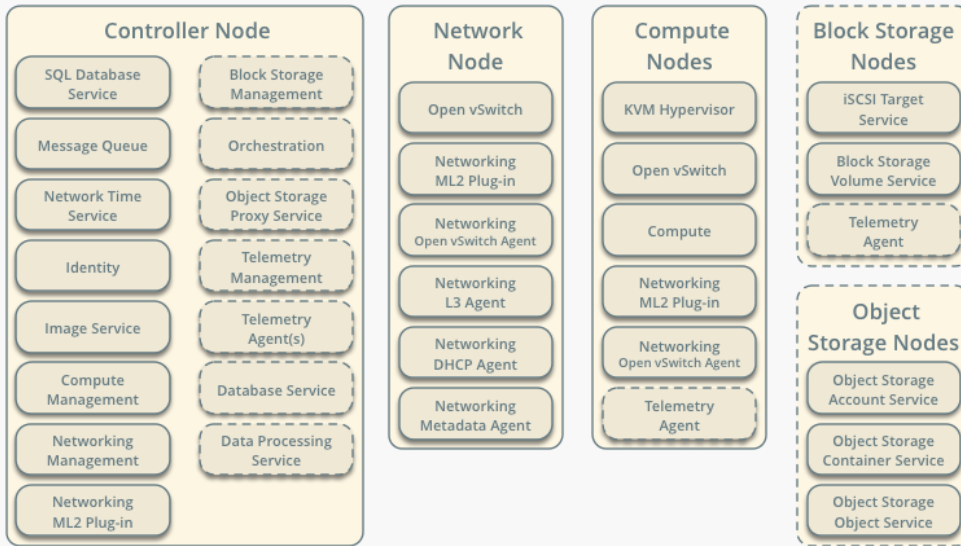 Controller Node
SQL Database
Service
Message Queue
Network Time
Service
Identity
Image Service
Compute
Management
Networking
Management
Networking
ML2 Plug-in
Block Storage
Management
Orchestration
Object Storage
Proxy Service
Telemetry
Management
Telemetry
Agent(s)
Database Service
Data Processing
Service
Network
Node
Open vSwitch
Networking
ML2 Plug-in
Networking
Open vSwitch Agent
Networking
L3 Agent
Networking
DHCP Agent
Networking
Metadata Agent
Compute
Nodes
KVM Hypervisor
Open vSwitch
Compute
Networking
ML2 Plug-in
Networking
Open vSwitch Agent
Telemetry
Agent
Block Storage
Nodes
iSCSI Target
Service
Block Storage
Volume Service
Telemetry
Agent
Object
Storage Nodes
Object Storage
Account Service
Object Storage
Container Service
Object Storage
Object Service